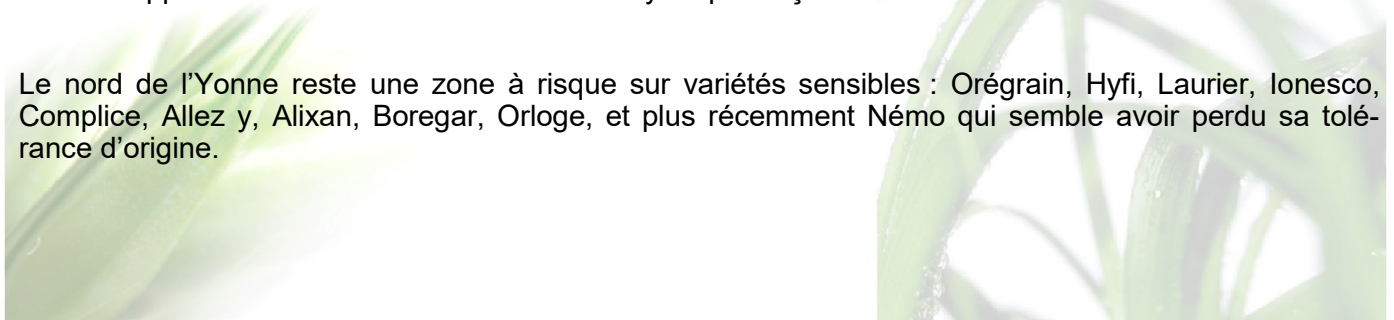 Le nord de l’Yonne reste une zone à risque sur variétés sensibles : Orégrain, Hyfi, Laurier, Ionesco,
Complice, Allez y, Alixan, Boregar, Orloge, et plus récemment Némo qui semble avoir perdu sa tolé-
rance d’origine.